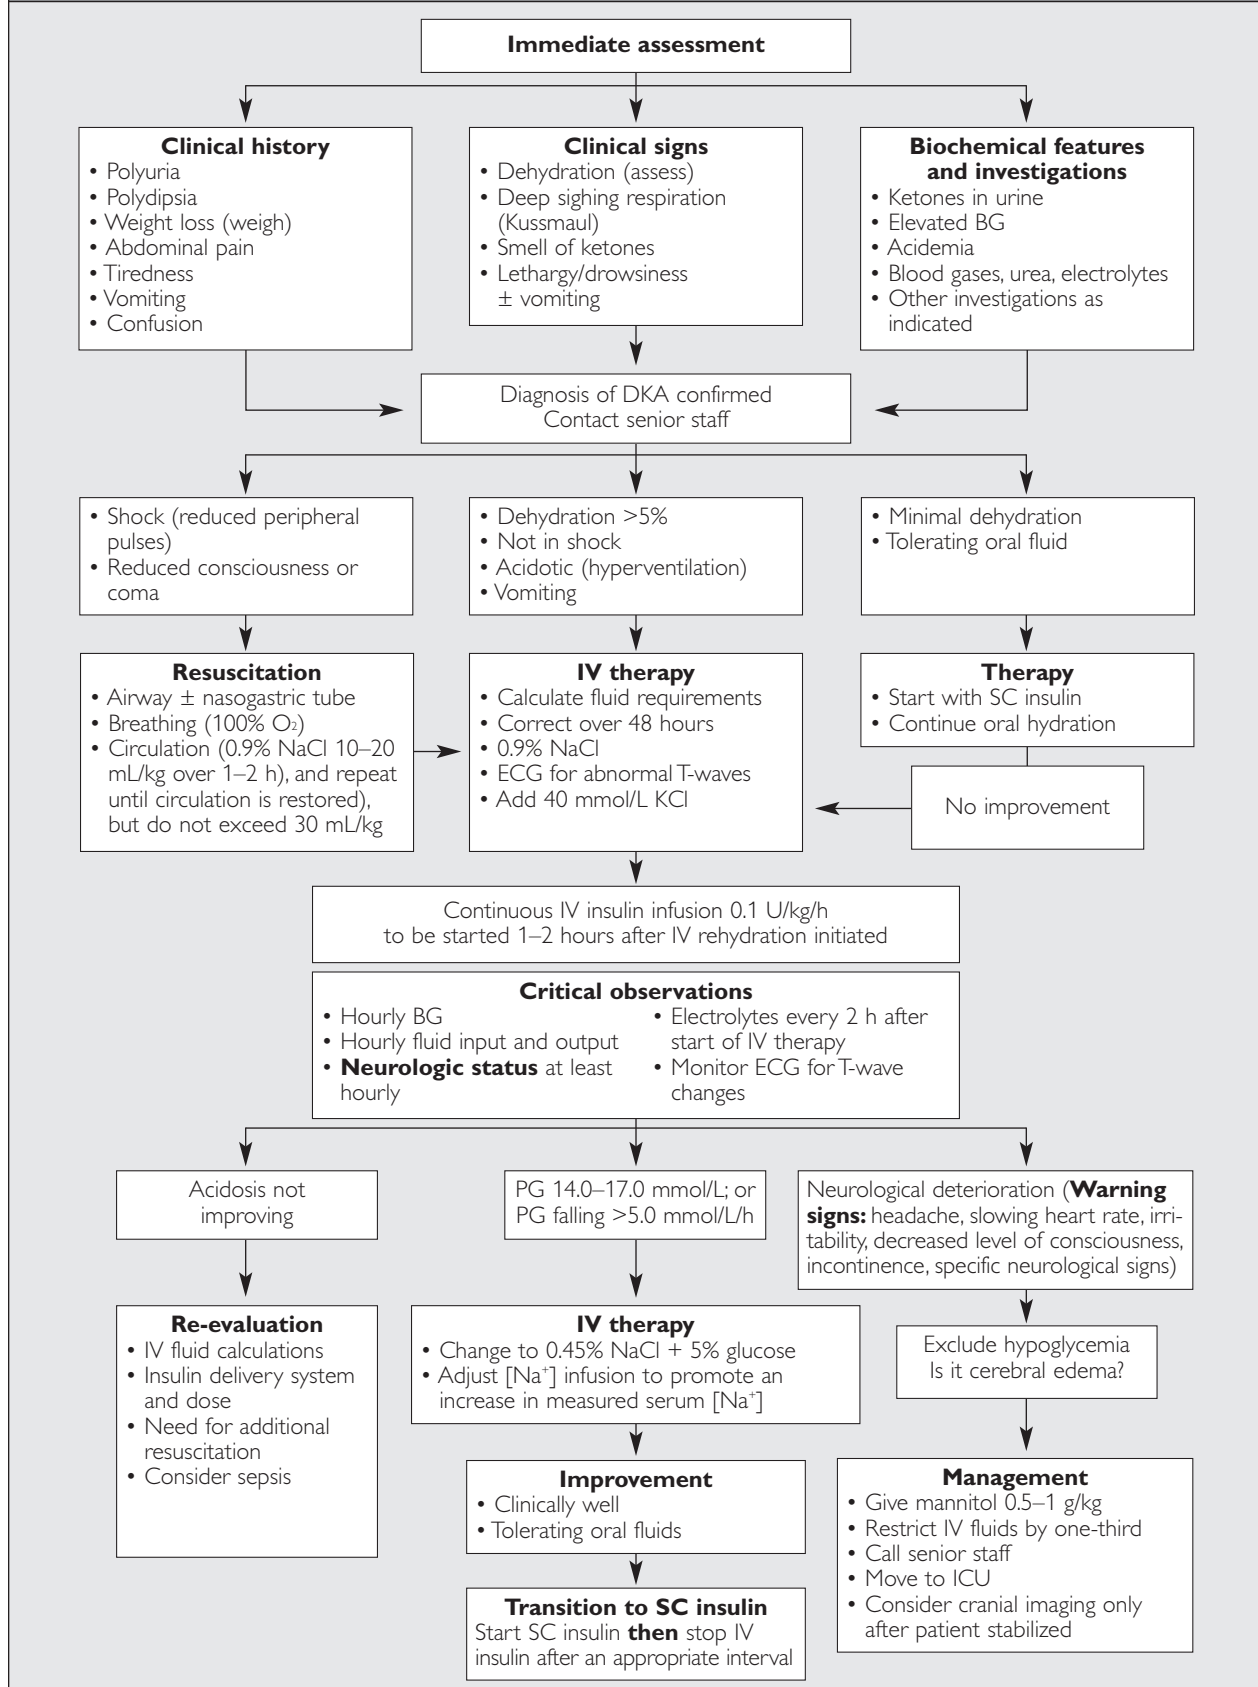 Immediate assessment
Clinical history
• Polyuria
• Polydipsia
• Weight loss (weigh)
• Abdominal pain
• Tiredness
• Vomiting
• Confusion
Clinical signs
• Dehydration (assess)
• Deep sighing respiration
(Kussmaul)
• Smell of ketones
• Lethargy/drowsiness
± vomiting
Biochemical features
and investigations
• Ketones in urine
• Elevated BG
• Acidemia
• Blood gases, urea, electrolytes
• Other investigations as
indicated
Diagnosis of DKA confirmed
Contact senior staff
• Shock (reduced peripheral
pulses)
• Reduced consciousness or
coma
• Dehydration >5%
• Not in shock
• Acidotic (hyperventilation)
• Vomiting
• Minimal dehydration
• Tolerating oral fluid
Resuscitation
• Airway ± nasogastric tube
• Breathing (100% O₂)
• Circulation (0.9% NaCl 10–20
mL/kg over 1–2 h), and repeat
until circulation is restored),
but do not exceed 30 mL/kg
IV therapy
• Calculate fluid requirements
• Correct over 48 hours
• 0.9% NaCl
• ECG for abnormal T-waves
• Add 40 mmol/L KCl
Therapy
• Start with SC insulin
• Continue oral hydration
No improvement
Continuous IV insulin infusion 0.1 U/kg/h
to be started 1–2 hours after IV rehydration initiated
Critical observations
• Hourly BG
• Hourly fluid input and output
• Neurologic status at least
hourly
• Electrolytes every 2 h after
start of IV therapy
• Monitor ECG for T-wave
changes
Acidosis not
improving
PG 14.0–17.0 mmol/L; or
PG falling >5.0 mmol/L/h
Neurological deterioration (Warning
signs: headache, slowing heart rate, irri-
tability, decreased level of consciousness,
incontinence, specific neurological signs)
Re-evaluation
• IV fluid calculations
• Insulin delivery system
and dose
• Need for additional
resuscitation
• Consider sepsis
IV therapy
• Change to 0.45% NaCl + 5% glucose
• Adjust [Na⁺] infusion to promote an
increase in measured serum [Na⁺]
Exclude hypoglycemia
Is it cerebral edema?
Improvement
• Clinically well
• Tolerating oral fluids
Management
• Give mannitol 0.5–1 g/kg
• Restrict IV fluids by one-third
• Call senior staff
• Move to ICU
• Consider cranial imaging only
after patient stabilized
Transition to SC insulin
Start SC insulin then stop IV
insulin after an appropriate interval